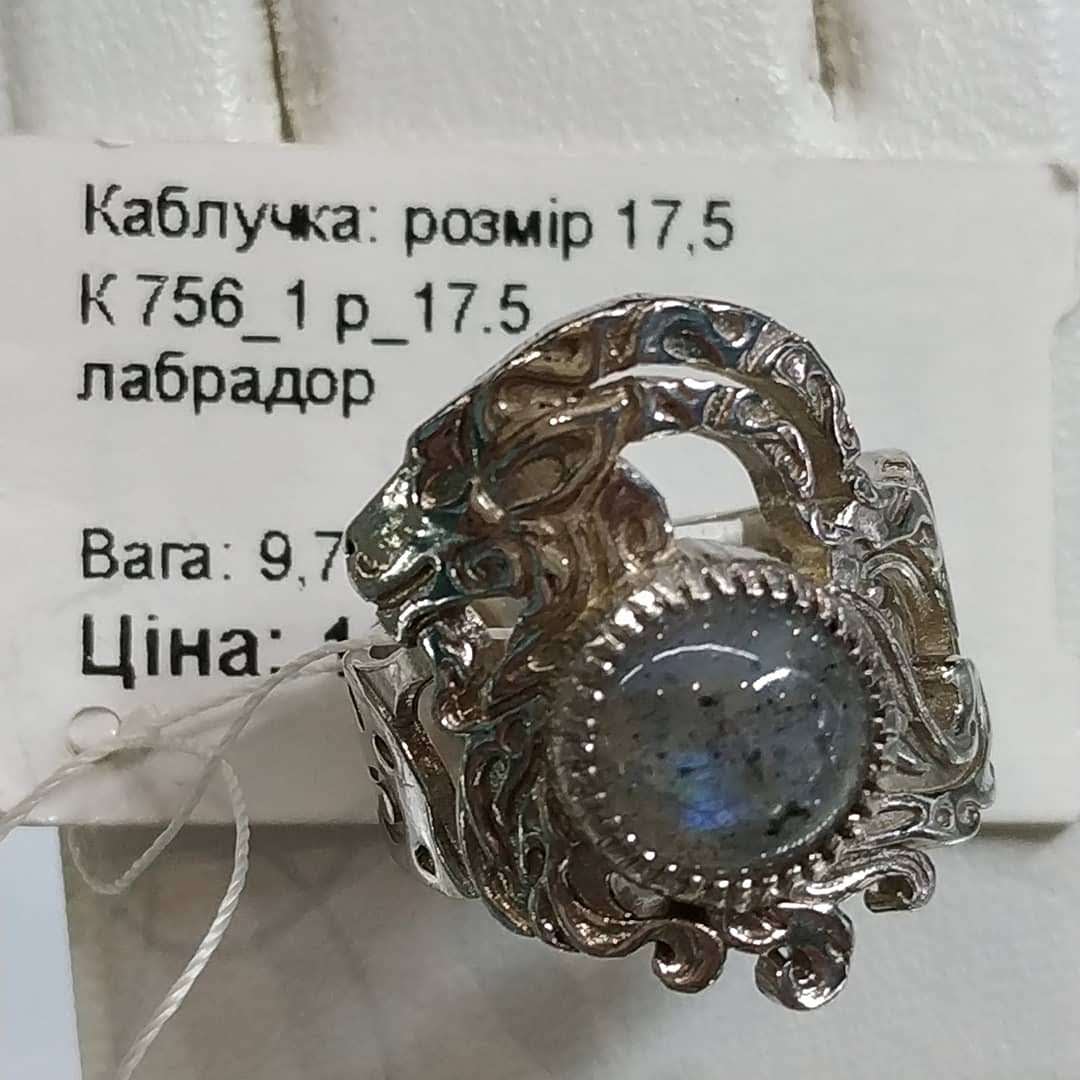 Каблучка: розмір 17,5
К 756_1 р_17.5
лабрадор
Вага: 9,7
Ціна: